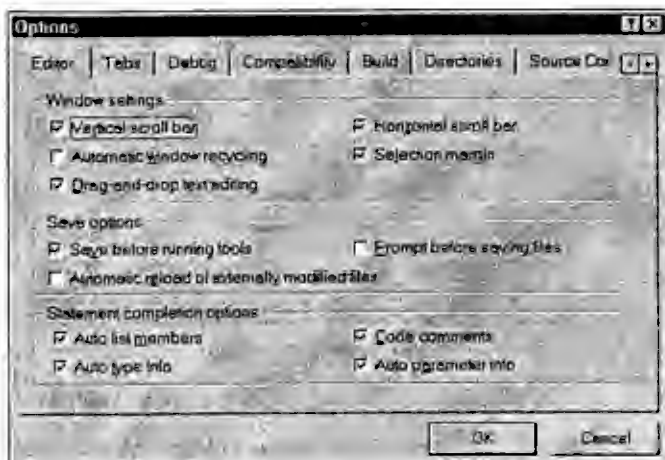 Options
Editor Tabs Debug Compatibility Build Directories Source Con
Window settings
Vertical scroll bar Horizontal scroll bar
Automatic window recycling Selection margin
Drag-and-drop text editing
Save options
Save before running tools Prompt before saving files
Automatic reload of externally modified files
Statement completion options
Auto list members Code comments
Auto type info Auto parameter info
OK Cancel